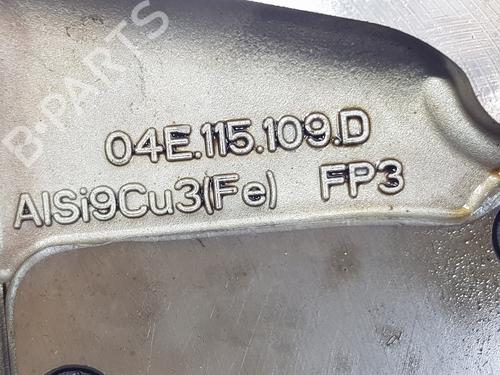 B-PARTS
04E.115.109.D
AlSi9Cu3(Fe) FP3